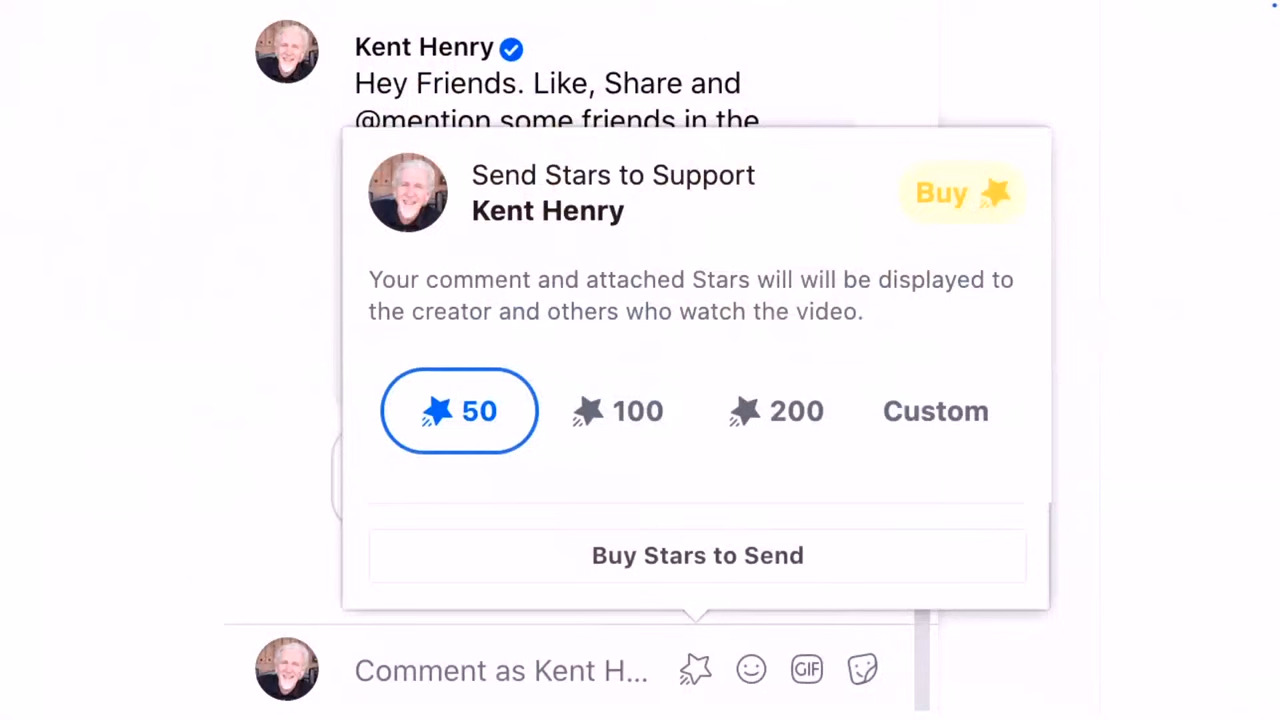 Kent Henry
Hey Friends. Like, Share and
@mention some friends in the
Send Stars to Support
Kent Henry
Buy
Your comment and attached Stars will will be displayed to
the creator and others who watch the video.
50 100 200 Custom
Buy Stars to Send
Comment as Kent H... GIF